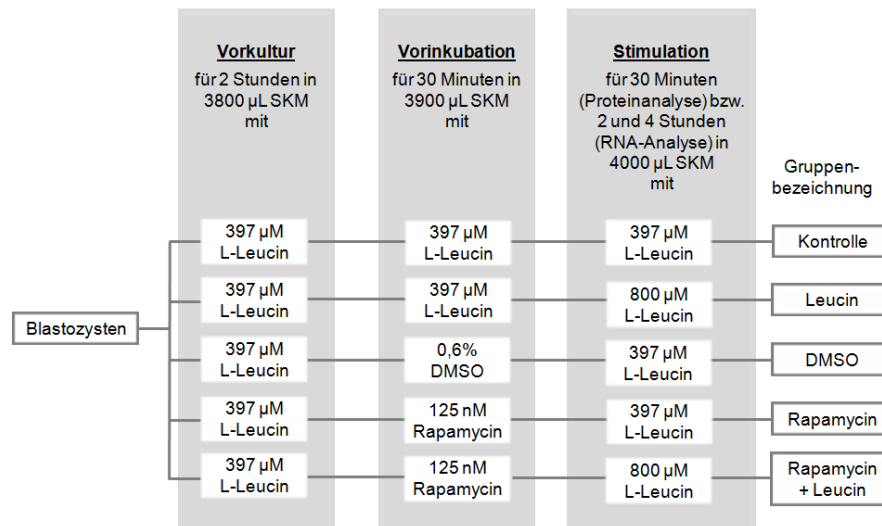 Vorkultur
für 2 Stunden in
3800 µL SKM
mit
Vorinkubation
für 30 Minuten in
3900 µL SKM
mit
Stimulation
für 30 Minuten
(Proteinanalyse) bzw.
2 und 4 Stunden
(RNA-Analyse) in
4000 µL SKM
mit
Gruppen-
bezeichnung
Blastozysten
397 µM
L-Leucin
397 µM
L-Leucin
397 µM
L-Leucin
Kontrolle
397 µM
L-Leucin
397 µM
L-Leucin
800 µM
L-Leucin
Leucin
397 µM
L-Leucin
0,6%
DMSO
397 µM
L-Leucin
DMSO
397 µM
L-Leucin
125 nM
Rapamycin
397 µM
L-Leucin
Rapamycin
397 µM
L-Leucin
125 nM
Rapamycin
800 µM
L-Leucin
Rapamycin
+ Leucin